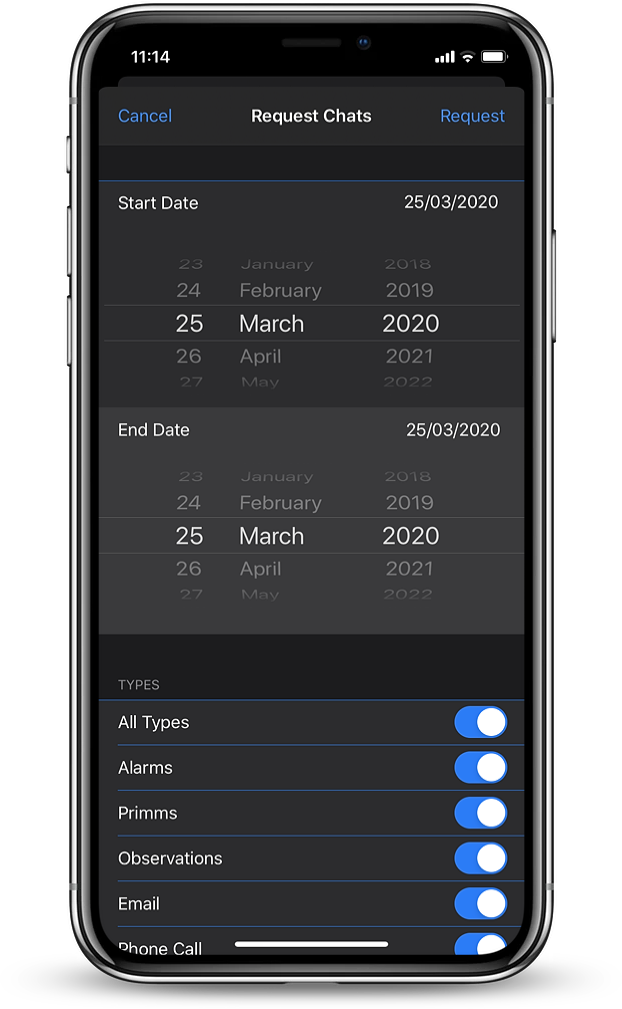 11:14
Cancel Request Chats Request
Start Date 25/03/2020
23 January 2018
24 February 2019
25 March 2020
26 April 2021
27 May 2022
End Date 25/03/2020
23 January 2018
24 February 2019
25 March 2020
26 April 2021
27 May 2022
TYPES
All Types
Alarms
Primms
Observations
Email
Phone Call